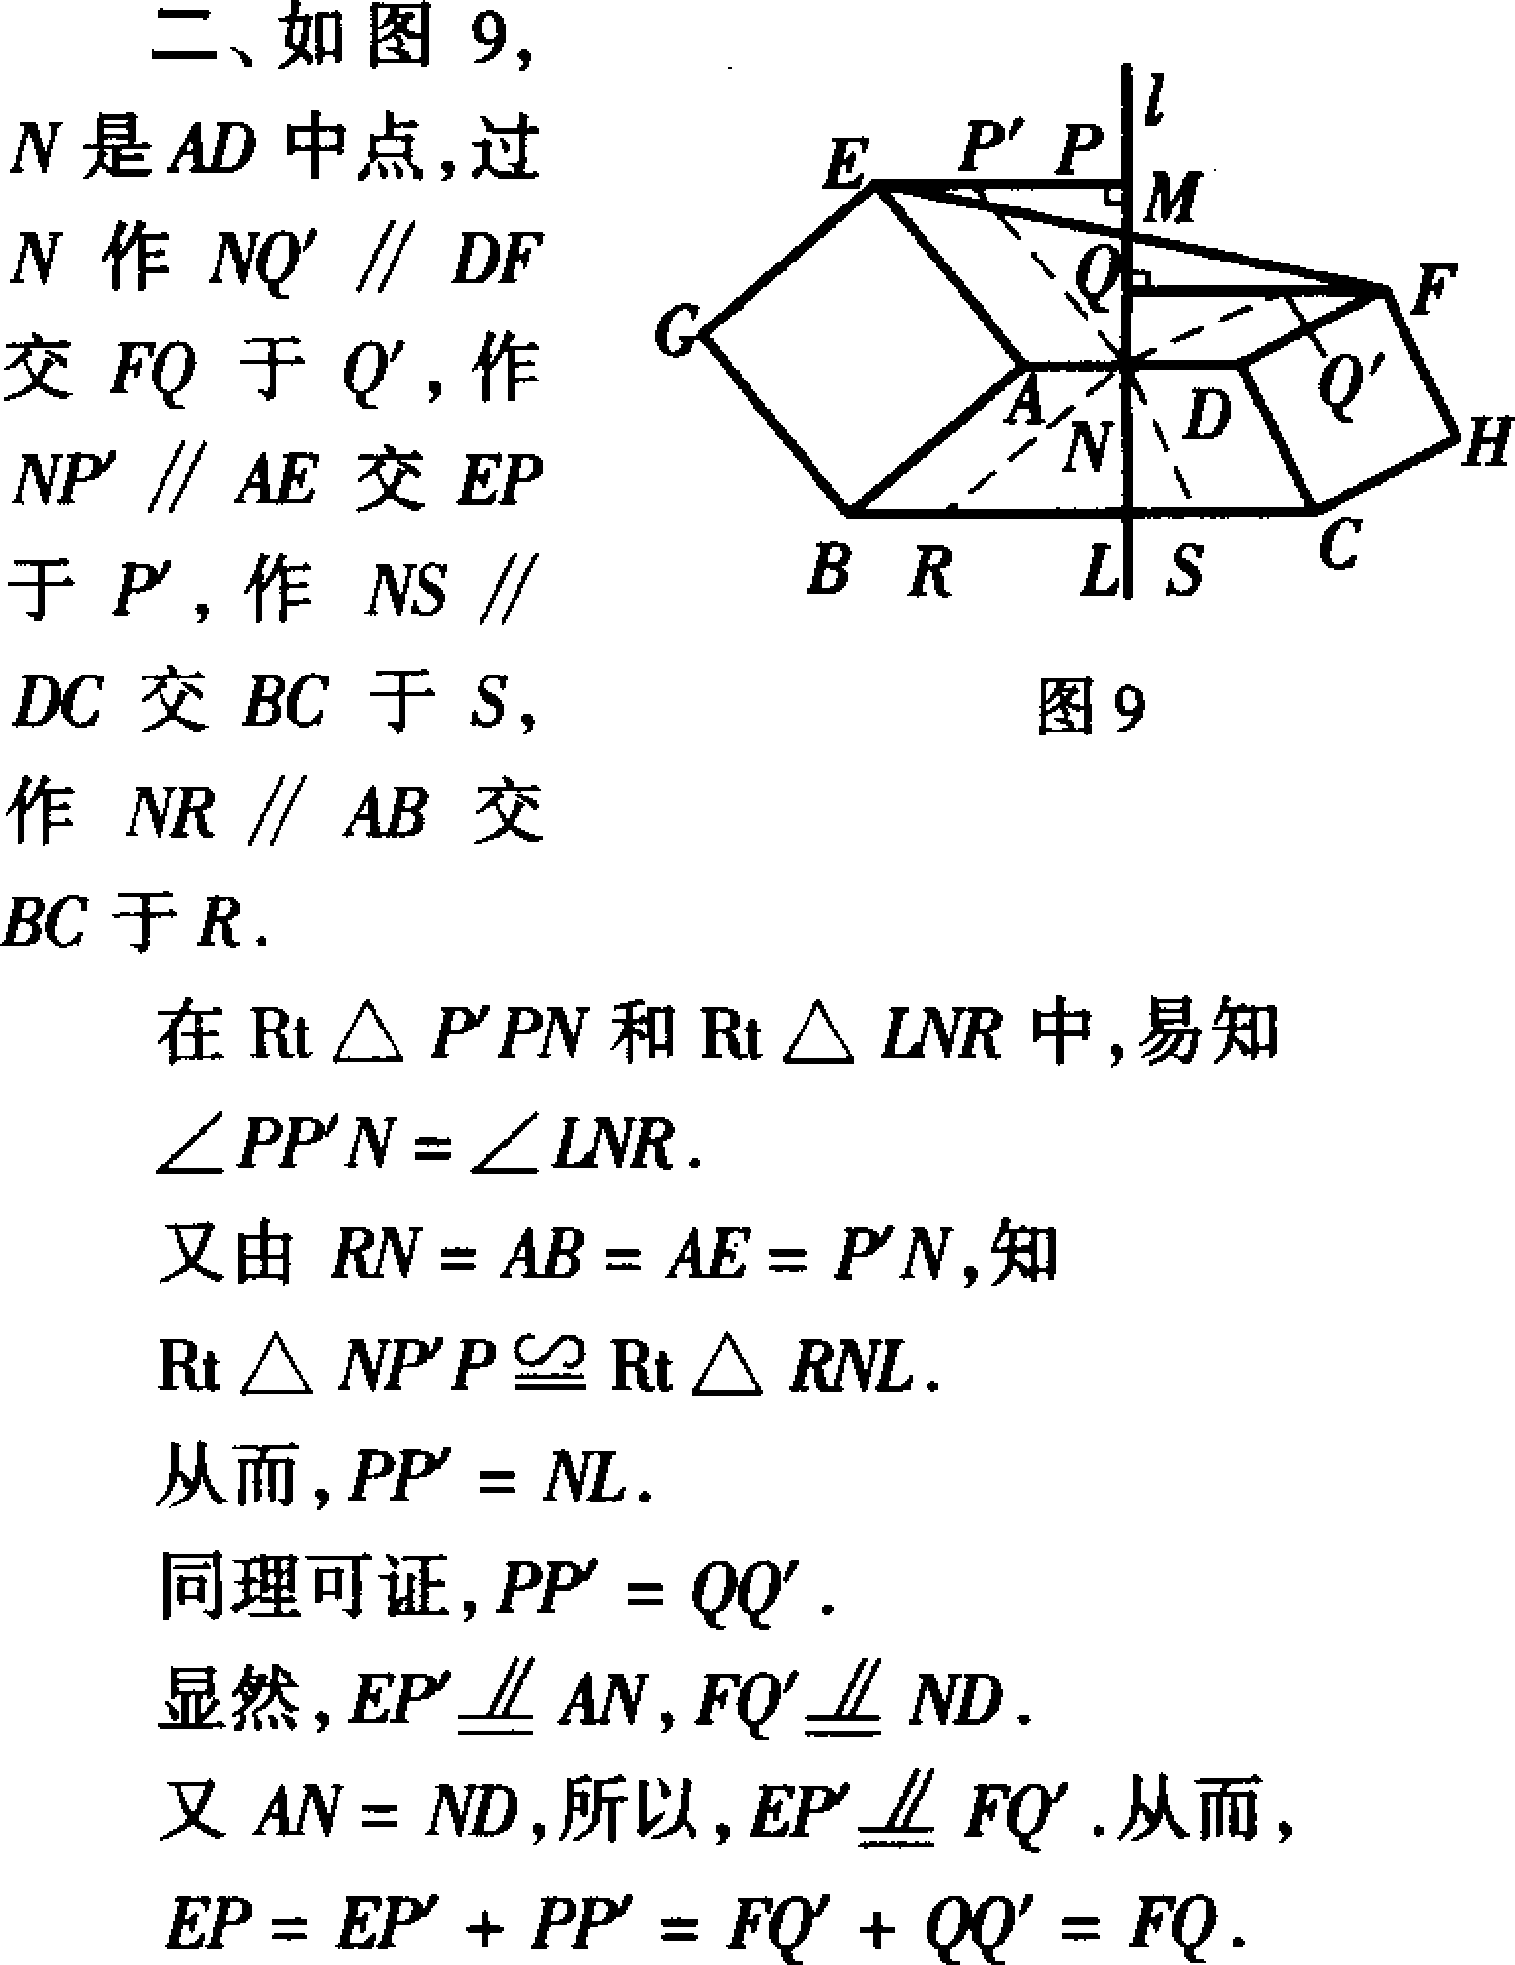 二、如图 9,
N 是 AD 中点,过
N 作 NQ′ ∥ DF
交 FQ 于 Q′, 作
NP′ ∥ AE 交 EP
于 P′, 作 NS ∥
DC 交 BC 于 S,
作 NR ∥ AB 交
BC 于 R.
l
E P′ P
M
Q
F
G
A
N
D
Q′
H
B R L S
C
图 9
在 Rt △ P′PN 和 Rt △ LNR 中,易知
∠PP′N = ∠LNR.
又由 RN = AB = AE = P′N,知
Rt △ NP′P ≌ Rt △ RNL.
从而,PP′ = NL.
同理可证,PP′ = QQ′.
显然,EP′ ⋕ AN,FQ′ ⋕ ND.
又 AN = ND,所以,EP′ ⋕ FQ′.从而,
EP = EP′ + PP′ = FQ′ + QQ′ = FQ.